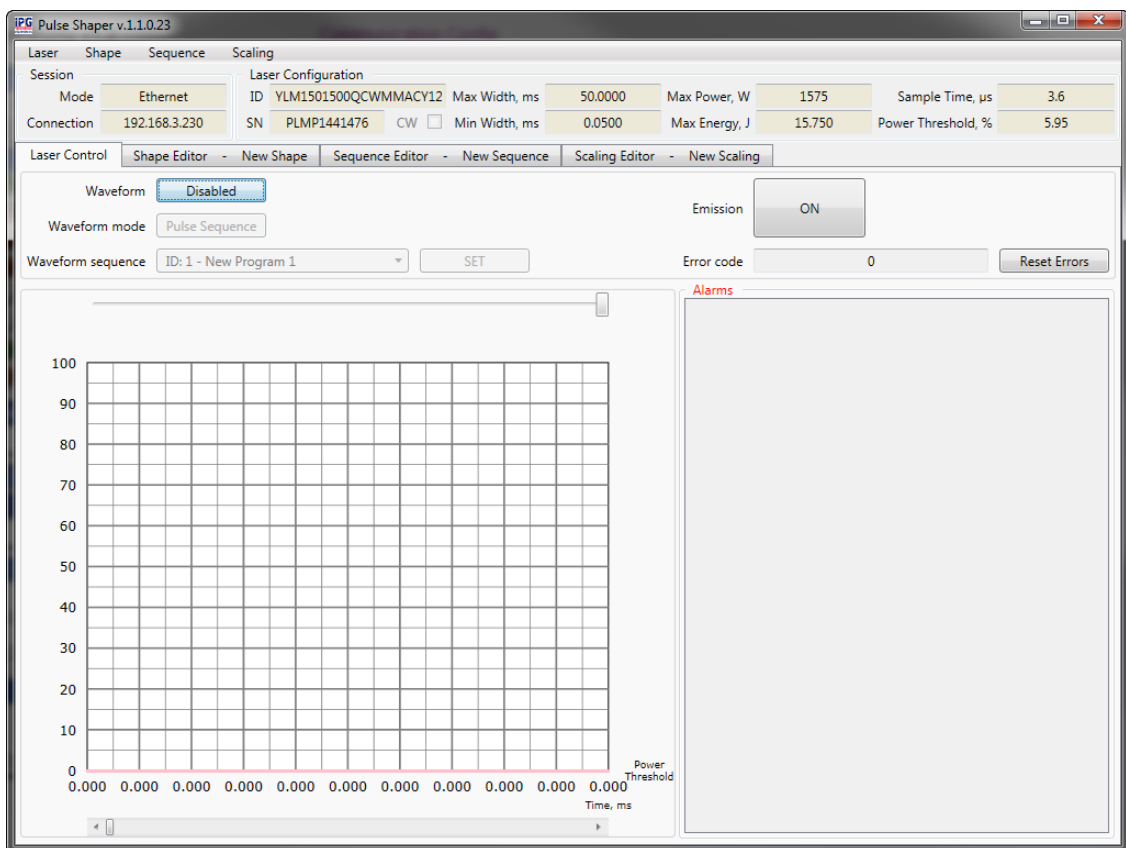 IPG Pulse Shaper v.1.1.0.23
Laser Shape Sequence Scaling
Session Laser Configuration
Mode Ethernet ID YLM1501500QCWMMACY12 Max Width, ms 50.0000 Max Power, W 1575 Sample Time, µs 3.6
Connection 192.168.3.230 SN PLMP1441476 CW Min Width, ms 0.0500 Max Energy, J 15.750 Power Threshold, % 5.95
Laser Control Shape Editor - New Shape Sequence Editor - New Sequence Scaling Editor - New Scaling
Waveform Disabled
Emission ON
Waveform mode Pulse Sequence
Waveform sequence ID: 1 - New Program 1 SET Error code 0 Reset Errors
Alarms
100
90
80
70
60
50
40
30
20
10
0
Power
Threshold
0.000 0.000 0.000 0.000 0.000 0.000 0.000 0.000 0.000 0.000 0.000
Time, ms